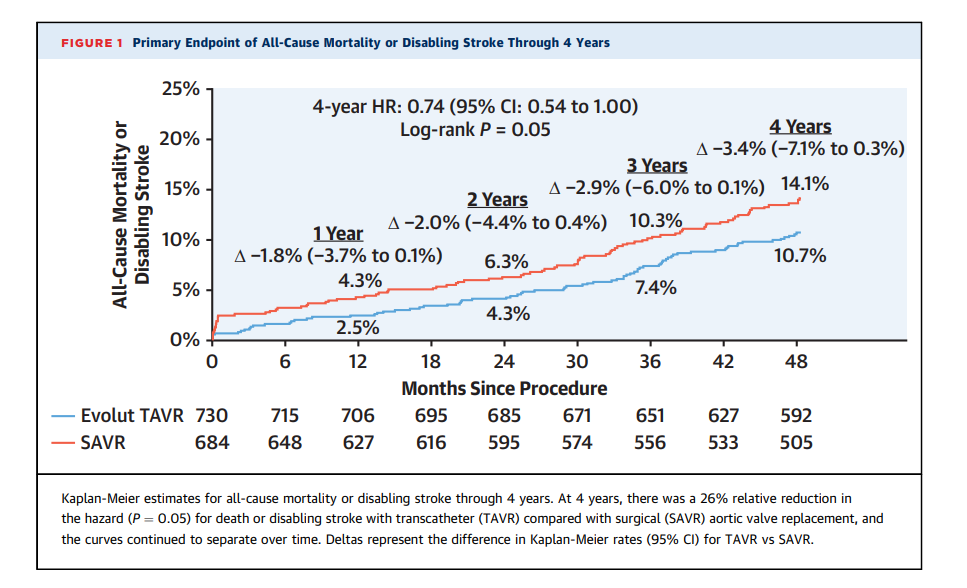 FIGURE 1 Primary Endpoint of All-Cause Mortality or Disabling Stroke Through 4 Years
All-Cause Mortality or
Disabling Stroke
25%
20%
15%
10%
5%
0%
4-year HR: 0.74 (95% CI: 0.54 to 1.00)
Log-rank P = 0.05
1 Year
Δ −1.8% (−3.7% to 0.1%)
4.3%
2.5%
2 Years
Δ −2.0% (−4.4% to 0.4%)
6.3%
4.3%
3 Years
Δ −2.9% (−6.0% to 0.1%)
10.3%
7.4%
4 Years
Δ −3.4% (−7.1% to 0.3%)
14.1%
10.7%
0 6 12 18 24 30 36 42 48
Months Since Procedure
Evolut TAVR 730 715 706 695 685 671 651 627 592
SAVR 684 648 627 616 595 574 556 533 505
Kaplan-Meier estimates for all-cause mortality or disabling stroke through 4 years. At 4 years, there was a 26% relative reduction in
the hazard (P = 0.05) for death or disabling stroke with transcatheter (TAVR) compared with surgical (SAVR) aortic valve replacement, and
the curves continued to separate over time. Deltas represent the difference in Kaplan-Meier rates (95% CI) for TAVR vs SAVR.